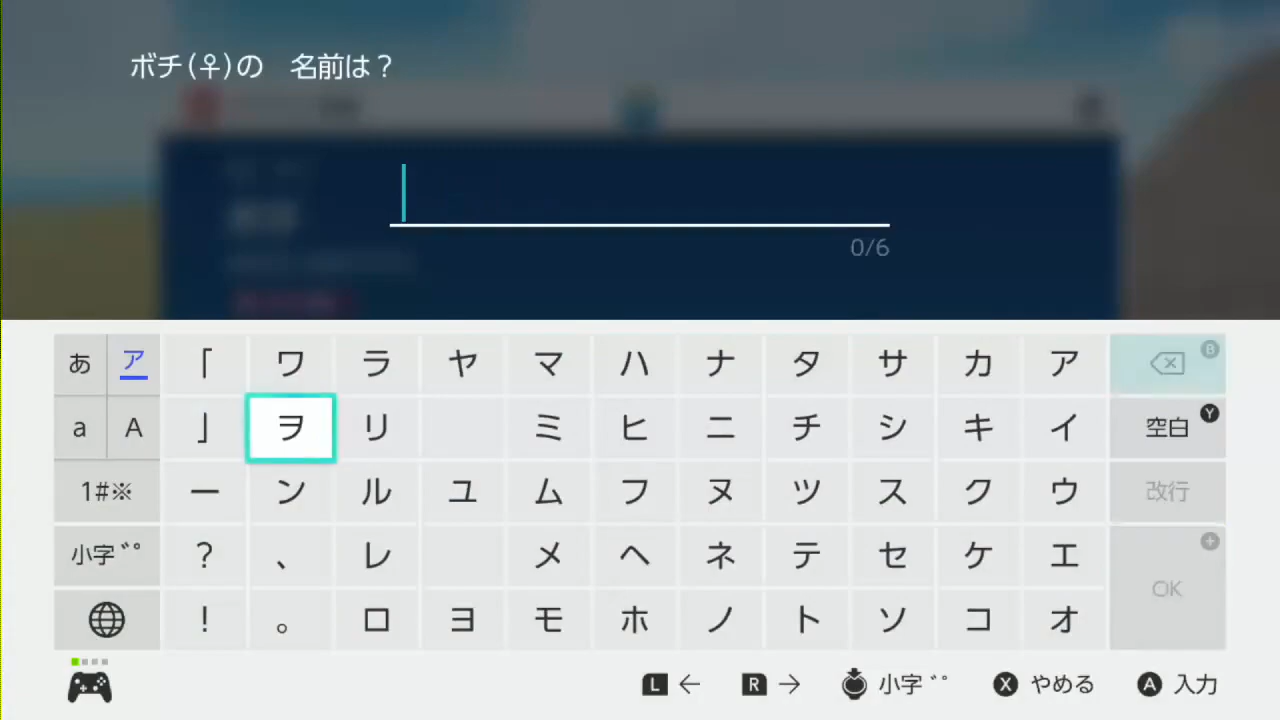 ボチ(♀)の 名前は？
0/6
あ ア 「 ワ ラ ヤ マ ハ ナ タ サ カ ア B
a A 」 ヲ リ ミ ヒ ニ チ シ キ イ 空白 Y
1#※ ー ン ル ユ ム フ ヌ ツ ス ク ウ 改行
小字゛゜ ？ 、 レ メ ヘ ネ テ セ ケ エ OK
！ 。 ロ ヨ モ ホ ノ ト ソ コ オ
L ← R → 小字゛゜ X やめる A 入力